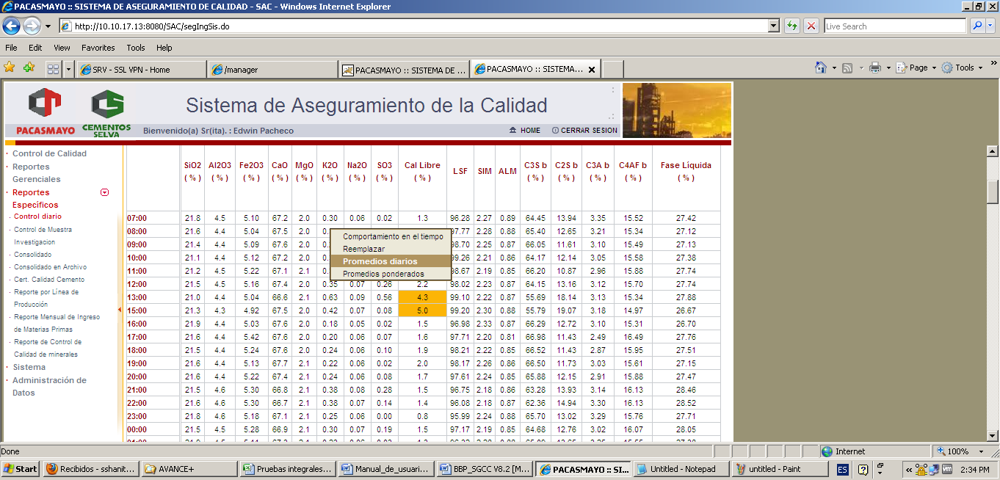 PACASMAYO :: SISTEMA DE ASEGURAMIENTO DE CALIDAD - SAC - Windows Internet Explorer
http://10.10.17.13:8080/SAC/segIngSis.do
Live Search
File Edit View Favorites Tools Help
SRV - SSL VPN - Home
/manager
PACASMAYO :: SISTEMA DE ...
PACASMAYO :: SISTEMA...
Page
Tools
PACASMAYO
CEMENTOS SELVA
Sistema de Aseguramiento de la Calidad
Bienvenido(a) Sr(ita). : Edwin Pacheco
HOME
CERRAR SESION
Control de Calidad
Reportes
Generciales
Reportes
Específicos
Control diario
Control de Muestra
Investigacion
Consolidado
Consolidado en Archivo
Cert. Calidad Cemento
Reporte por Línea de
Producción
Reporte Mensual de Ingreso
de Materias Primas
Reporte de Control de
Calidad de minerales
Sistema
Administración de
Datos
SiO2 Al2O3 Fe2O3 CaO MgO K2O Na2O SO3 Cal Libre LSF SIM ALM C3S b C2S b C3A b C4AF b Fase Líquida
( % ) ( % ) ( % ) ( % ) ( % ) ( % ) ( % ) ( % ) ( % ) ( % ) ( % ) ( % ) ( % ) ( % )
07:00 21.8 4.5 5.10 67.2 2.0 0.30 0.06 0.02 1.3 96.28 2.27 0.89 64.45 13.94 3.35 15.52 27.42
08:00 21.6 4.4 5.04 67.5 2.0 0. 97.77 2.28 0.88 65.40 12.65 3.21 15.34 27.12
09:00 21.4 4.4 5.09 67.6 2.0 0. 98.70 2.25 0.87 66.05 11.61 3.10 15.49 27.13
10:00 21.1 4.4 5.12 67.2 2.0 0. 99.26 2.21 0.86 64.17 12.14 3.05 15.58 27.38
11:00 21.2 4.5 5.22 67.1 2.1 0. 98.67 2.19 0.85 66.20 10.87 2.96 15.88 27.74
12:00 21.5 4.5 5.16 67.4 2.0 0.35 0.07 0.26 2.2 98.02 2.23 0.87 64.15 13.16 3.12 15.70 27.74
13:00 21.0 4.4 5.04 66.6 2.1 0.63 0.09 0.56 4.3 99.10 2.22 0.87 55.69 18.14 3.13 15.34 27.88
15:00 21.3 4.3 4.92 67.5 2.0 0.42 0.07 0.08 5.0 99.20 2.30 0.88 55.79 19.07 3.18 14.97 26.67
16:00 21.9 4.4 5.03 67.6 2.0 0.18 0.05 0.02 1.5 96.98 2.33 0.87 66.29 12.72 3.10 15.31 26.70
17:00 21.6 4.4 5.42 67.6 2.0 0.20 0.06 0.07 1.6 97.71 2.20 0.81 66.98 11.43 2.49 16.49 27.76
18:00 21.5 4.4 5.24 67.6 2.0 0.24 0.06 0.10 1.9 98.21 2.22 0.85 66.52 11.43 2.87 15.95 27.51
19:00 21.6 4.4 5.13 67.7 2.1 0.22 0.06 0.02 2.0 98.17 2.26 0.86 66.50 11.73 3.03 15.61 27.15
20:00 21.6 4.4 5.22 67.4 2.1 0.24 0.06 0.08 1.7 97.61 2.24 0.85 65.88 12.15 2.91 15.88 27.47
21:00 21.5 4.6 5.30 66.8 2.1 0.38 0.08 0.28 1.5 96.75 2.18 0.86 63.28 13.93 3.14 16.13 28.46
22:00 21.6 4.6 5.30 66.7 2.1 0.38 0.07 0.14 1.4 96.08 2.18 0.87 62.36 14.94 3.30 16.13 28.52
23:00 21.8 4.6 5.18 67.1 2.1 0.25 0.06 0.00 0.8 95.99 2.24 0.88 65.70 13.02 3.29 15.76 27.71
00:00 21.5 4.5 5.28 66.9 2.1 0.30 0.07 0.19 1.5 97.17 2.19 0.85 64.68 12.76 3.02 16.07 28.05
Comportamiento en el tiempo
Reemplazar
Promedios diarios
Promedios ponderados
Done
Internet
100%
Start
Recibidos - sshanit...
AVANCE+
Pruebas integrales...
Manual_de_usuari...
BBP_SGCC V8.2 [M...
PACASMAYO :: SI...
Untitled - Notepad
untitled - Paint
ES
2:34 PM